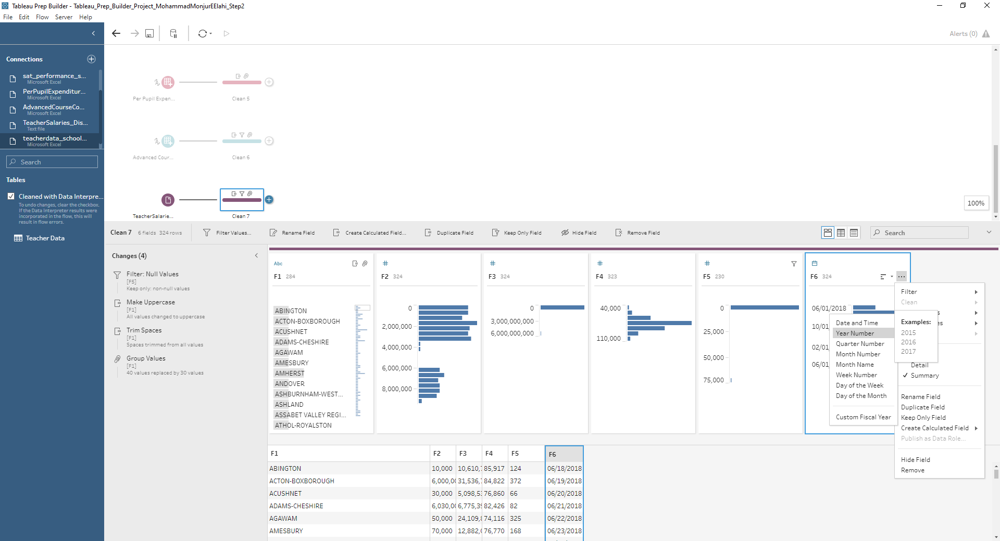 Tableau Prep Builder - Tableau_Prep_Builder_Project_MohammadMonjurEElahi_Step2
File Edit Flow Server Help
Alerts (0)
Connections
sat_performance_s...
Microsoft Excel
PerPupilExpenditur...
Microsoft Excel
AdvancedCourseCo...
Microsoft Excel
TeacherSalaries_Dis...
Text file
teacherdata_school...
Microsoft Excel
Search
Tables
Cleaned with Data Interpre...
To undo changes, clear the checkbox.
If the Data Interpreter results were
incorporated in the flow, this will
result in flow errors.
Teacher Data
Per Pupil Expen...
Clean 5
Advanced Cour...
Clean 6
TeacherSalarie...
Clean 7
100%
Clean 7 6 fields 324 rows Filter Values... Rename Field Create Calculated Field... Duplicate Field Keep Only Field Hide Field Remove Field Search
Changes (4)
Filter: Null Values
[F5]
Keep only: non-null values
Make Uppercase
[F1]
All values changed to uppercase
Trim Spaces
[F1]
Spaces trimmed from all values
Group Values
[F1]
40 values replaced by 30 values
Abc
F1 284
ABINGTON
ACTON-BOXBOROUGH
ACUSHNET
ADAMS-CHESHIRE
AGAWAM
AMESBURY
AMHERST
ANDOVER
ASHBURNHAM-WEST...
ASHLAND
ASSABET VALLEY REGI...
ATHOL-ROYALSTON
#
F2 324
0
2,000,000
4,000,000
6,000,000
8,000,000
#
F3 324
0
3,000,000,000
6,000,000,000
#
F4 323
40,000
110,000
#
F5 230
0
25,000
50,000
75,000
F6 324
06/01/2018
10/01
02/01
06/01
Date and Time
Year Number
Quarter Number
Month Number
Month Name
Week Number
Day of the Week
Day of the Month
Custom Fiscal Year
Examples:
2015
2016
2017
Filter
Clean
Detail
Summary
Rename Field
Duplicate Field
Keep Only Field
Create Calculated Field
Publish as Data Role...
Hide Field
Remove
F1 F2 F3 F4 F5 F6
ABINGTON 10,000 10,610, 85,917 124 06/18/2018
ACTON-BOXBOROUGH 6,000,0 31,536, 84,822 372 06/19/2018
ACUSHNET 30,000 5,098,5 76,860 66 06/20/2018
ADAMS-CHESHIRE 6,030,0 6,775,3 82,426 82 06/21/2018
AGAWAM 50,000 24,109, 74,116 325 06/22/2018
AMESBURY 70,000 12,882, 76,770 168 06/23/2018